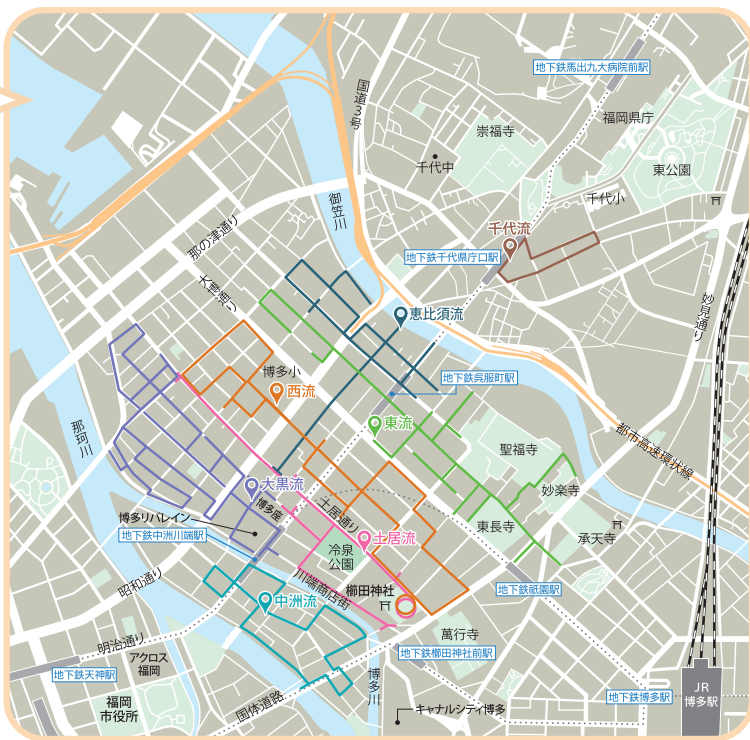 地下鉄馬出九大病院前駅
国道3号
福岡県庁
崇福寺
千代中
東公園
千代小
御笠川
千代流
那の津通り
地下鉄千代県庁口駅
大博通り
妙見通り
恵比須流
博多小
地下鉄呉服町駅
西流
那珂川
東流
都市高速環状線
聖福寺
大黒流
妙楽寺
博多座
土居通り
博多リバレイン
東長寺
承天寺
地下鉄中洲川端駅
土居流
冷泉
公園
川端商店街
昭和通り
櫛田神社
地下鉄祇園駅
中洲流
萬行寺
明治通り
地下鉄櫛田神社前駅
アクロス
福岡
地下鉄天神駅
博多川
JR
博多駅
地下鉄博多駅
福岡
市役所
国体道路
キャナルシティ博多